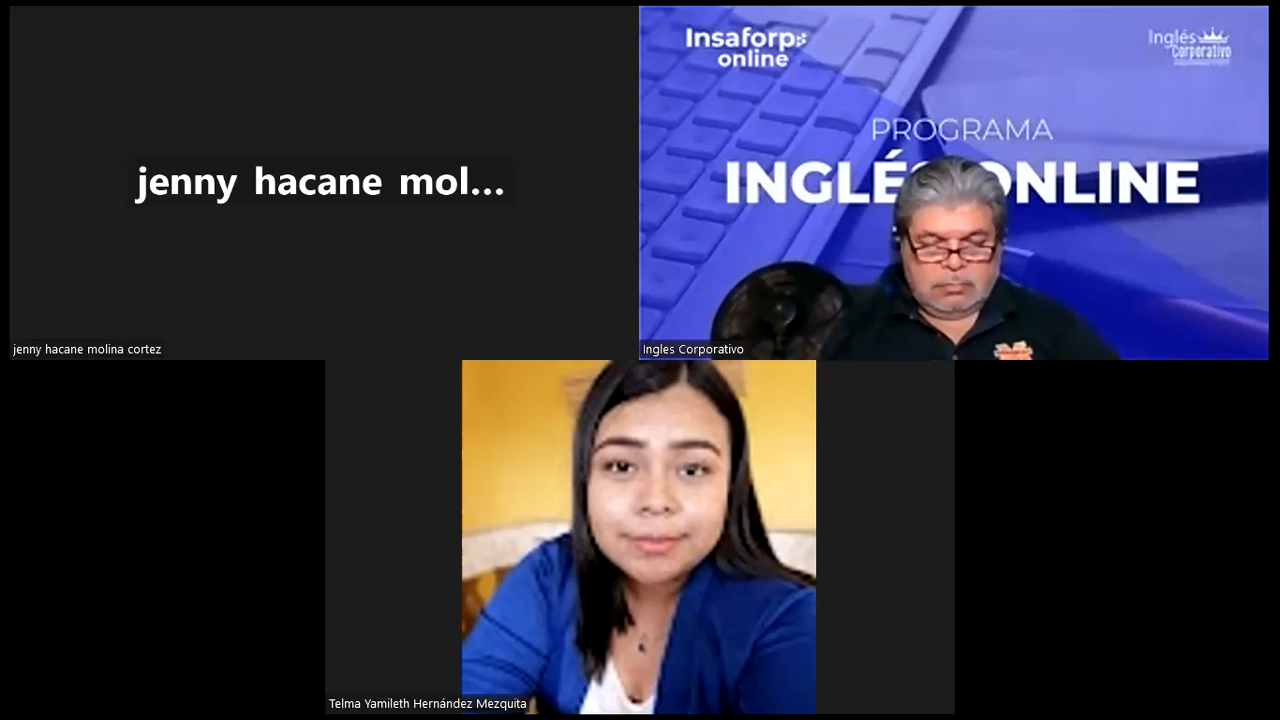 jenny hacane mol...
jenny hacane molina cortez
Insaforp
online
Inglés
Corporativo
PROGRAMA
INGLÉS ONLINE
Ingles Corporativo
Telma Yamileth Hernández Mezquita